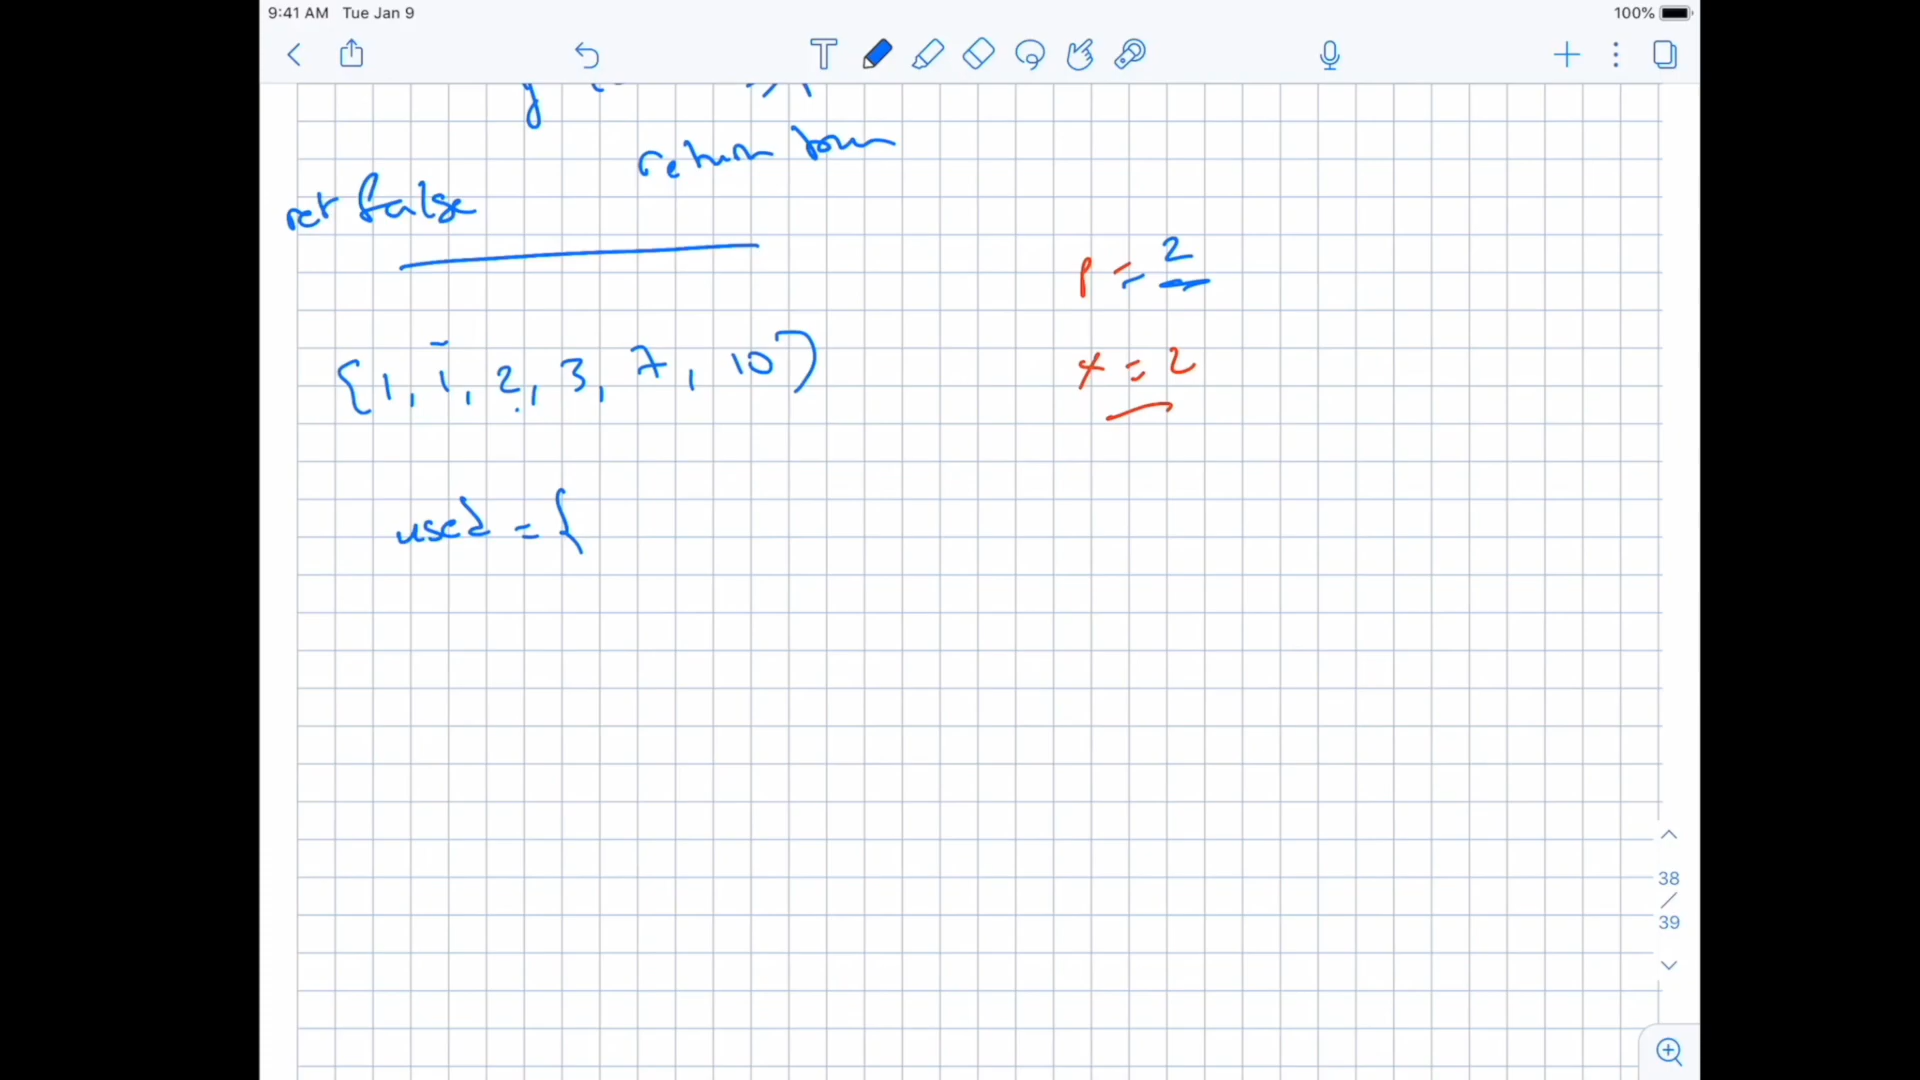 9:41 AM Tue Jan 9
100%
return
ret false
P = 2
{1, 1, 2, 3, 7, 10}
x = 2
used = {
38
/
39